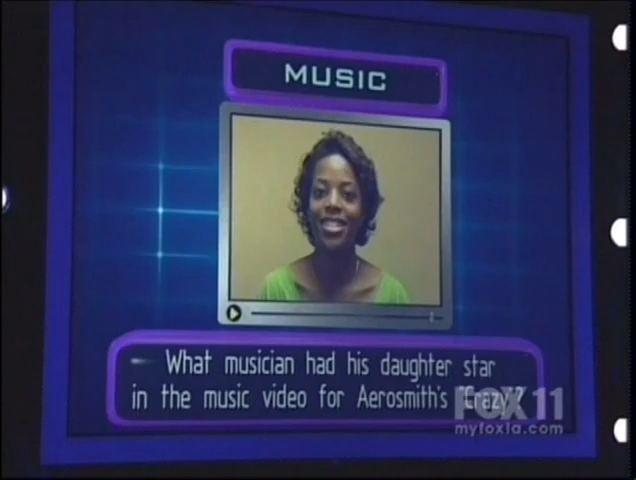 MUSIC
What musician had his daughter star
in the music video for Aerosmith's "Crazy"?
FOX 11
myfoxla.com